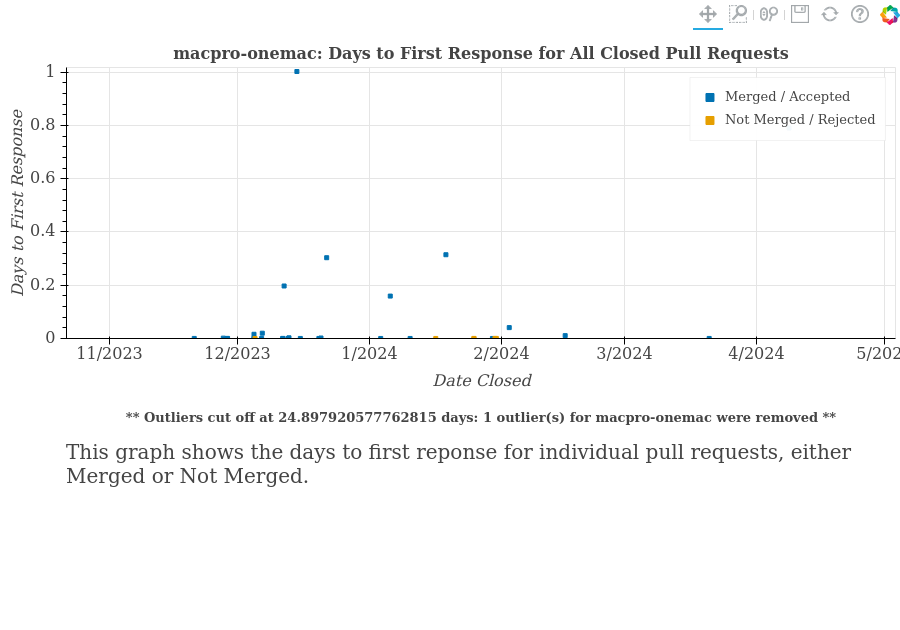 macpro-onemac: Days to First Response for All Closed Pull Requests
Merged / Accepted
Not Merged / Rejected
Days to First Response
1
0.8
0.6
0.4
0.2
0
11/2023 12/2023 1/2024 2/2024 3/2024 4/2024 5/202
Date Closed
** Outliers cut off at 24.897920577762815 days: 1 outlier(s) for macpro-onemac were removed **
This graph shows the days to first reponse for individual pull requests, either
Merged or Not Merged.